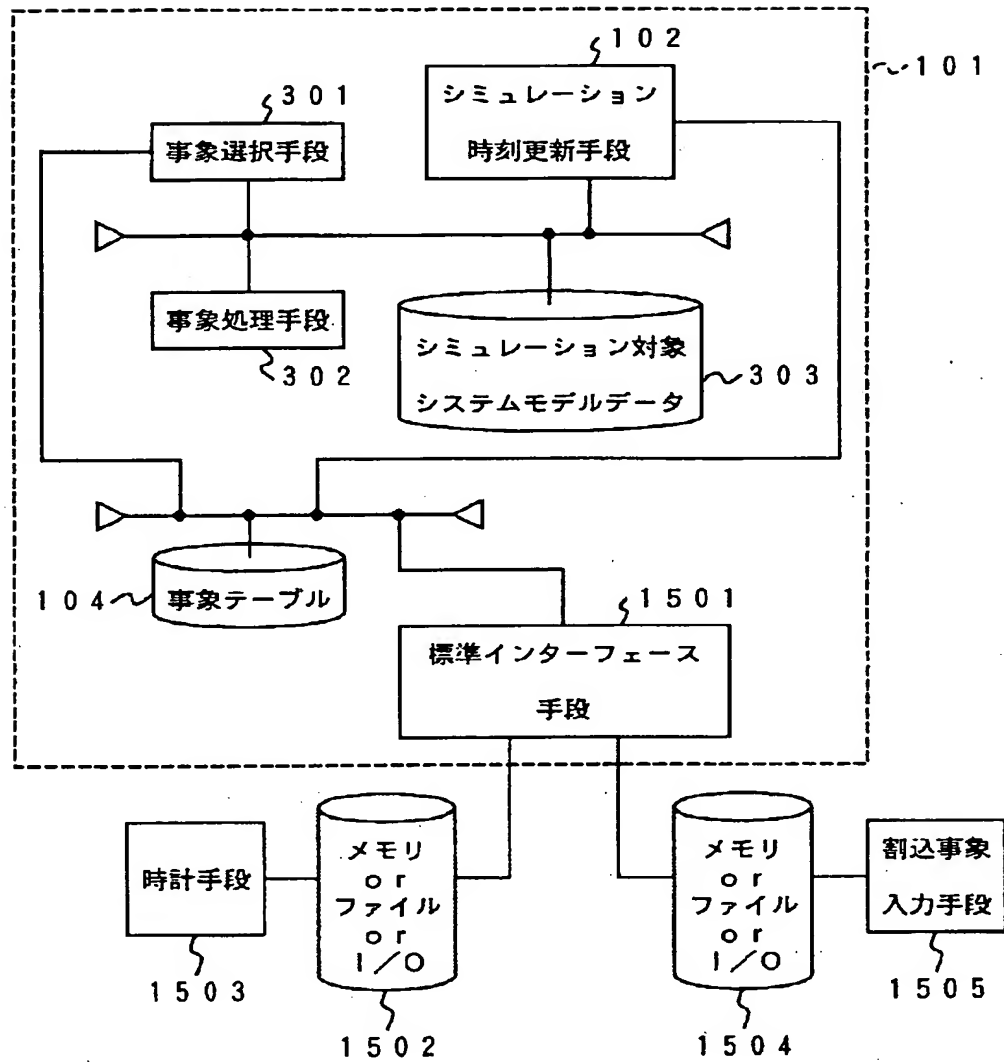 102
101
シミュレーション
時刻更新手段
301
事象選択手段
事象処理手段
302
シミュレーション対象
システムモデルデータ
303
104
事象テーブル
1501
標準インターフェース
手段
時計手段
1503
メモリ
or
ファイル
or
I/O
1502
メモリ
or
ファイル
or
I/O
1504
割込事象
入力手段
1505